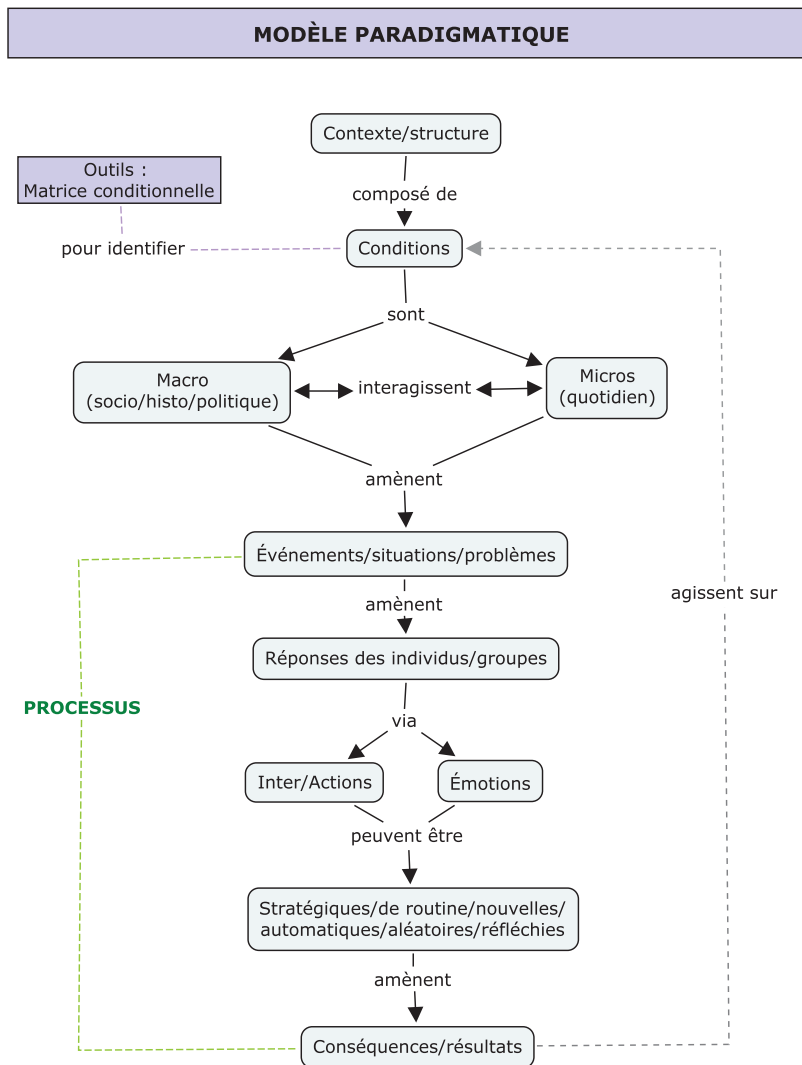 MODÈLE PARADIGMATIQUE
Contexte/structure
Outils :
Matrice conditionnelle
composé de
pour identifier
Conditions
sont
Macro
(socio/histo/politique)
interagissent
Micros
(quotidien)
amènent
Événements/situations/problèmes
agissent sur
amènent
Réponses des individus/groupes
PROCESSUS
via
Inter/Actions
Émotions
peuvent être
Stratégiques/de routine/nouvelles/
automatiques/aléatoires/réfléchies
amènent
Conséquences/résultats